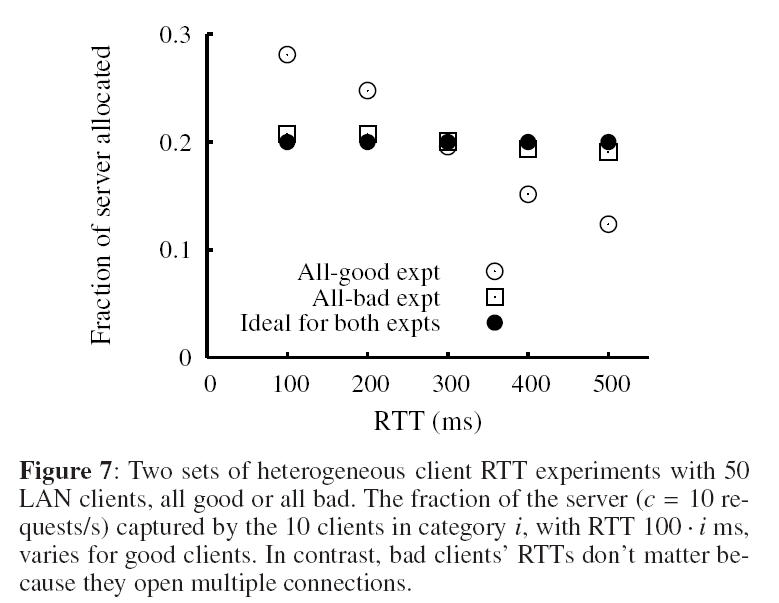 0.3
0.2
0.1
0
Fraction of server allocated
All-good expt
All-bad expt
Ideal for both expts
0 100 200 300 400 500
RTT (ms)
Figure 7: Two sets of heterogeneous client RTT experiments with 50
LAN clients, all good or all bad. The fraction of the server (c = 10 re-
quests/s) captured by the 10 clients in category i, with RTT 100 · i ms,
varies for good clients. In contrast, bad clients' RTTs don't matter be-
cause they open multiple connections.